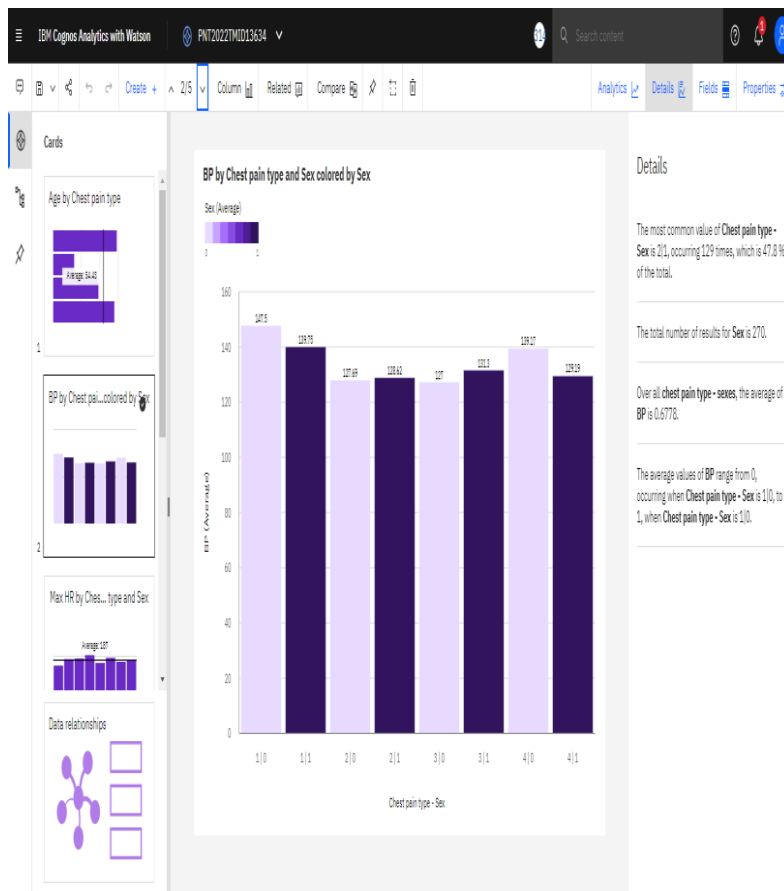 IBM Cognos Analytics with Watson
PNT2022TMID13634
Search content
1
Create +
2/5
Column
Related
Compare
Analytics
Details
Fields
Properties
Cards
Age by Chest pain type
Average: 54.43
1
BP by Chest pai...colored by Sex
2
Max HR by Ches... type and Sex
Average: 187
Data relationships
BP by Chest pain type and Sex colored by Sex
Sex (Average)
0 1
160
140
120
100
80
60
40
20
0
BP (Average)
147.5
139.75
127.69
128.62
127
131.3
139.17
129.19
1|0 1|1 2|0 2|1 3|0 3|1 4|0 4|1
Chest pain type - Sex
Details
The most common value of Chest pain type -
Sex is 2|1, occurring 129 times, which is 47.8 %
of the total.
The total number of results for Sex is 270.
Over all chest pain type - sexes, the average of
BP is 0.6778.
The average values of BP range from 0,
occurring when Chest pain type - Sex is 1|0, to
1, when Chest pain type - Sex is 1|0.